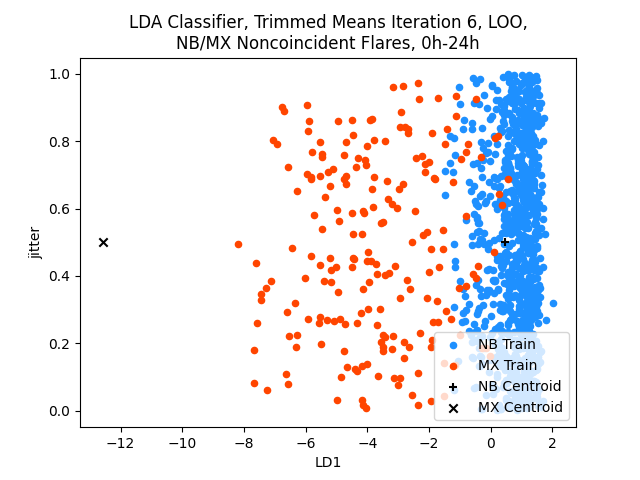 LDA Classifier, Trimmed Means Iteration 6, LOO,
NB/MX Noncoincident Flares, 0h-24h
1.0
0.8
0.6
0.4
0.2
0.0
jitter
−12
−10
−8
−6
−4
−2
0
2
LD1
NB Train
MX Train
NB Centroid
MX Centroid